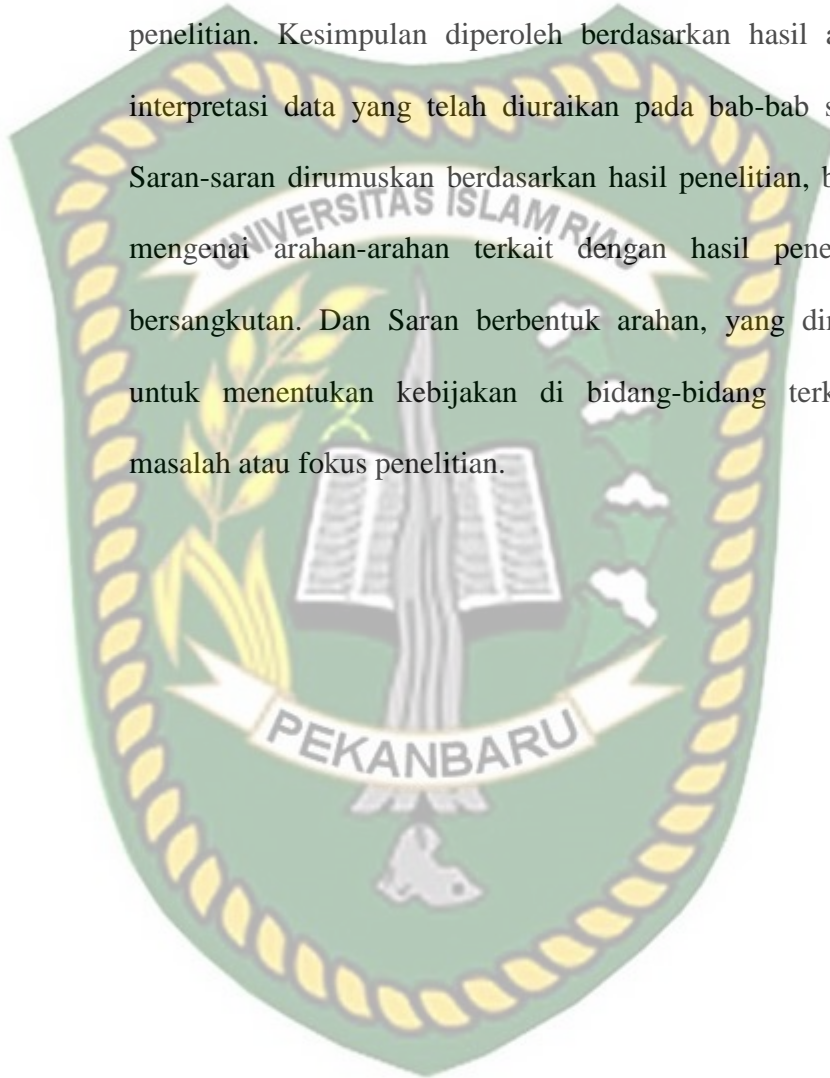 penelitian. Kesimpulan diperoleh berdasarkan hasil a
interpretasi data yang telah diuraikan pada bab-bab s
Saran-saran dirumuskan berdasarkan hasil penelitian, b
UNIVERSITAS ISLAM RIAU
mengenai arahan-arahan terkait dengan hasil pene
bersangkutan. Dan Saran berbentuk arahan, yang dir
untuk menentukan kebijakan di bidang-bidang terk
masalah atau fokus penelitian.
PEKANBARU